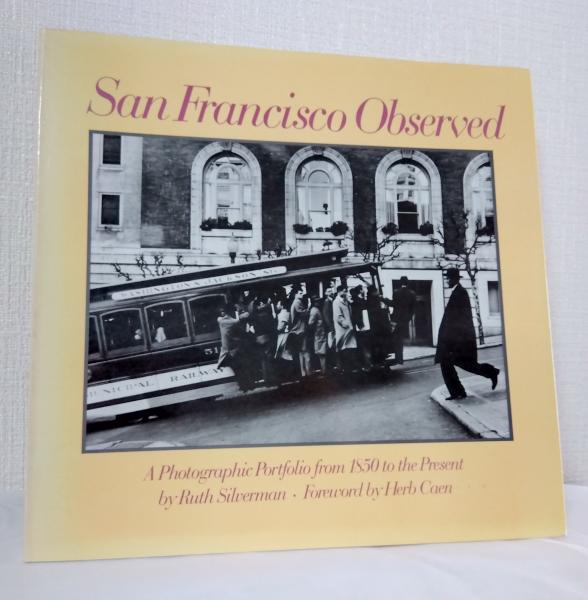 San Francisco Observed
WASHINGTON & JACKSON STS.
51
MUNICIPAL RAILWAY
A Photographic Portfolio from 1850 to the Present
by Ruth Silverman · Foreword by Herb Caen